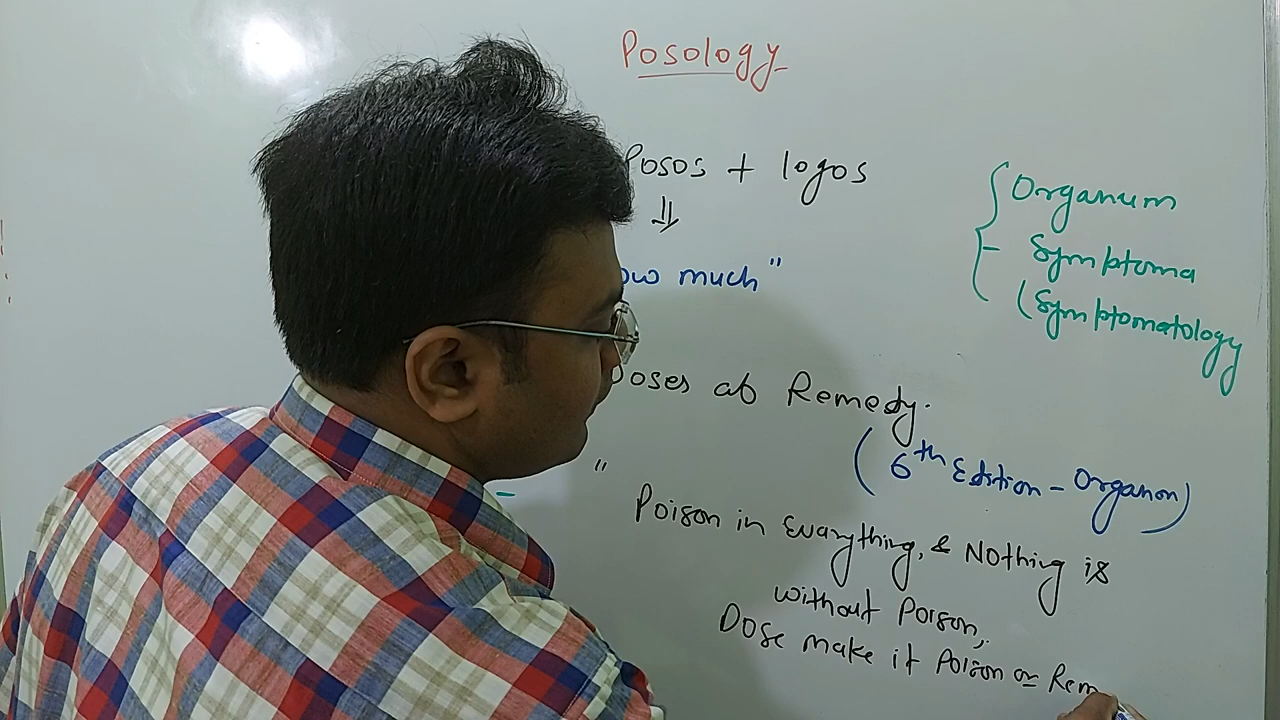 Posology
Posos + logos
⇓
ow much"
Doses of Remedy.
(6th Edition - Organon)
"
Poison in Everything, & Nothing is
without Poison,
Dose make it Poison or Rem
Organum
- Symptoma
(Symptomatology